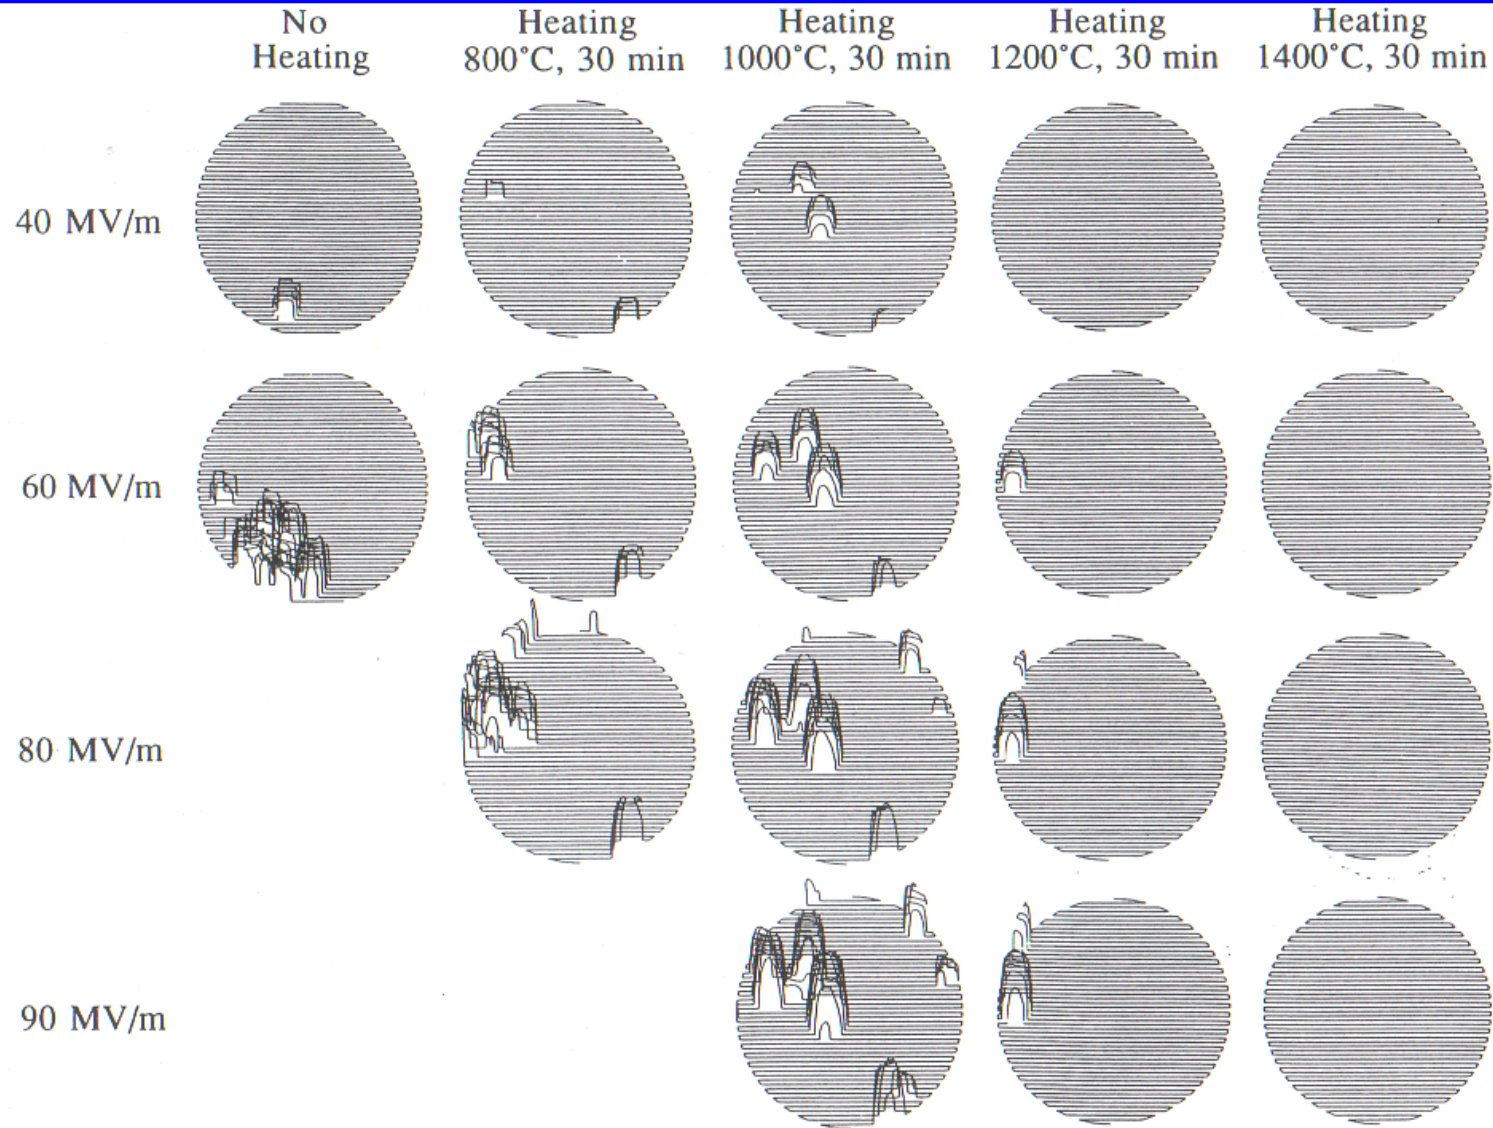 No
Heating
Heating
800°C, 30 min
Heating
1000°C, 30 min
Heating
1200°C, 30 min
Heating
1400°C, 30 min
40 MV/m
60 MV/m
80 MV/m
90 MV/m